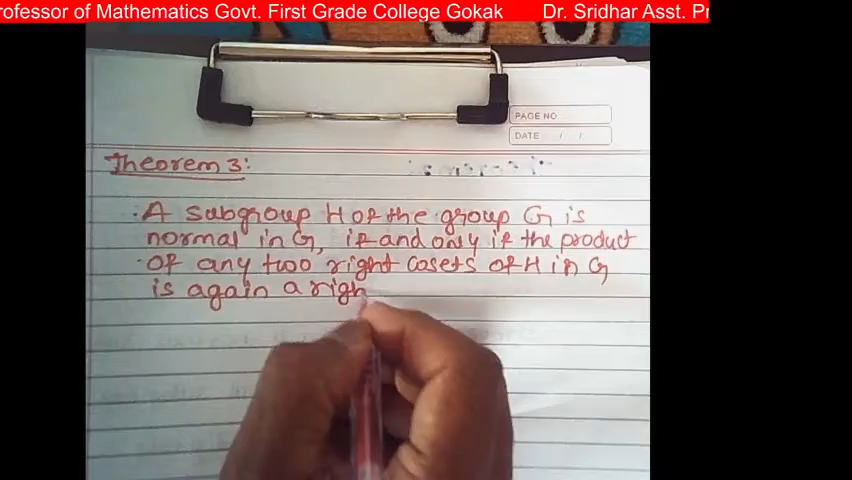 rofessor of Mathematics Govt. First Grade College Gokak Dr. Sridhar Asst. Pr
PAGE NO
DATE / /
Theorem 3:
A subgroup H of the group G is
normal in G, if and only if the product
of any two right cosets of H in G
is again a righ